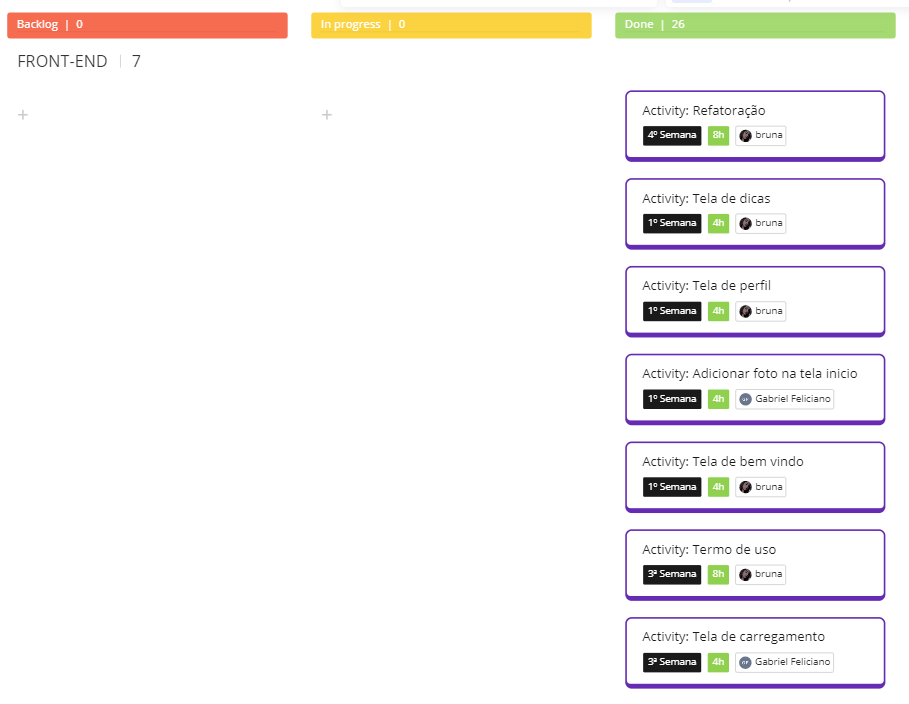 Backlog | 0
In progress | 0
Done | 26
FRONT-END | 7
+
+
Activity: Refatoração
4º Semana 8h bruna
Activity: Tela de dicas
1º Semana 4h bruna
Activity: Tela de perfil
1º Semana 4h bruna
Activity: Adicionar foto na tela inicio
1º Semana 4h GF Gabriel Feliciano
Activity: Tela de bem vindo
1º Semana 4h bruna
Activity: Termo de uso
3ª Semana 8h bruna
Activity: Tela de carregamento
3ª Semana 4h GF Gabriel Feliciano